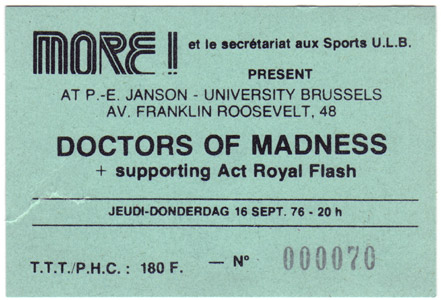 MORE! et le secrétariat aux Sports U.L.B.
PRESENT
AT P.-E. JANSON - UNIVERSITY BRUSSELS
AV. FRANKLIN ROOSEVELT, 48
DOCTORS OF MADNESS
+ supporting Act Royal Flash
JEUDI-DONDERDAG 16 SEPT. 76 - 20 h
T.T.T./P.H.C. : 180 F. — N° 000070